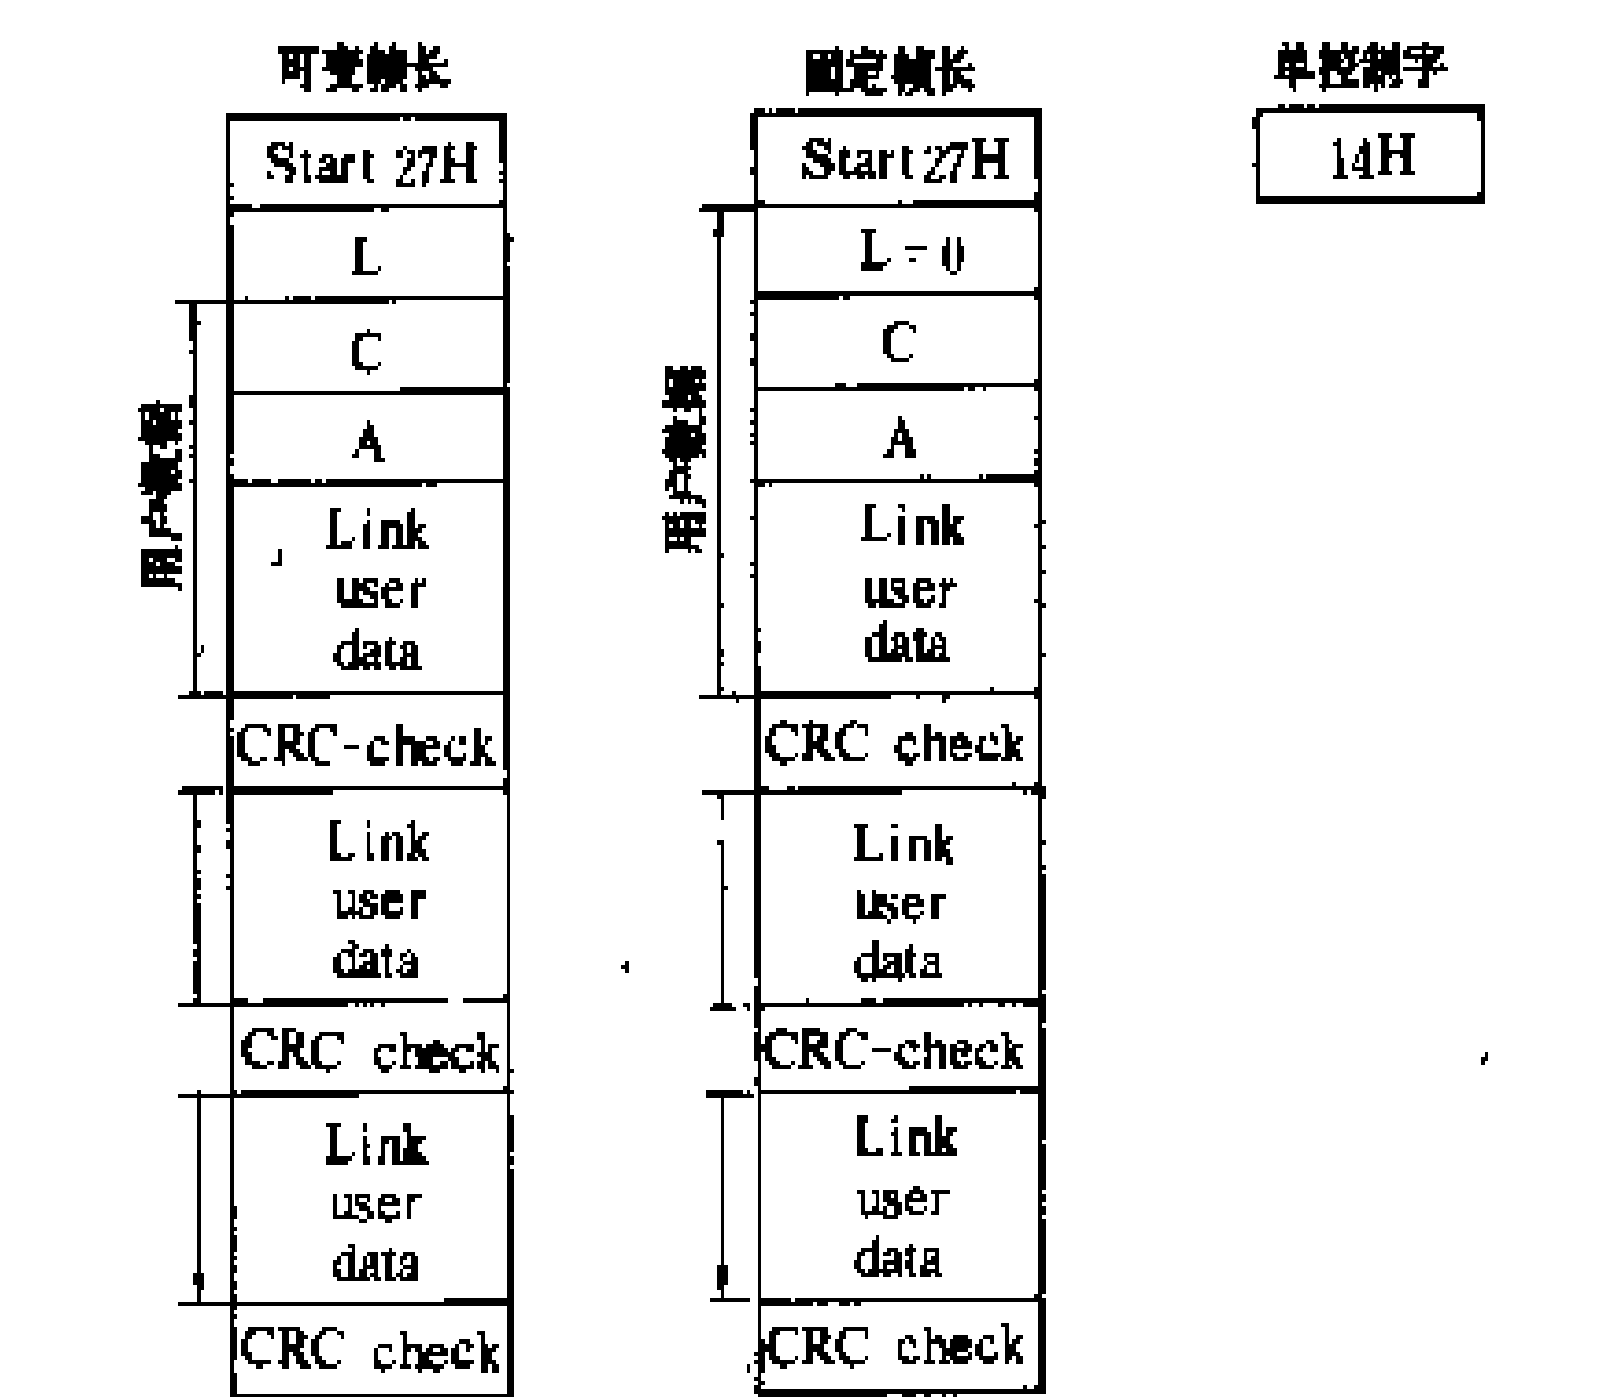 可变帧长
Start 27H
L
C
A
Link
user
data
CRC-check
Link
user
data
CRC check
Link
user
data
CRC check
用户数据
固定帧长
Start 27H
L = 0
C
A
Link
user
data
CRC check
Link
user
data
CRC-check
Link
user
data
CRC check
用户数据
单控制字
14H